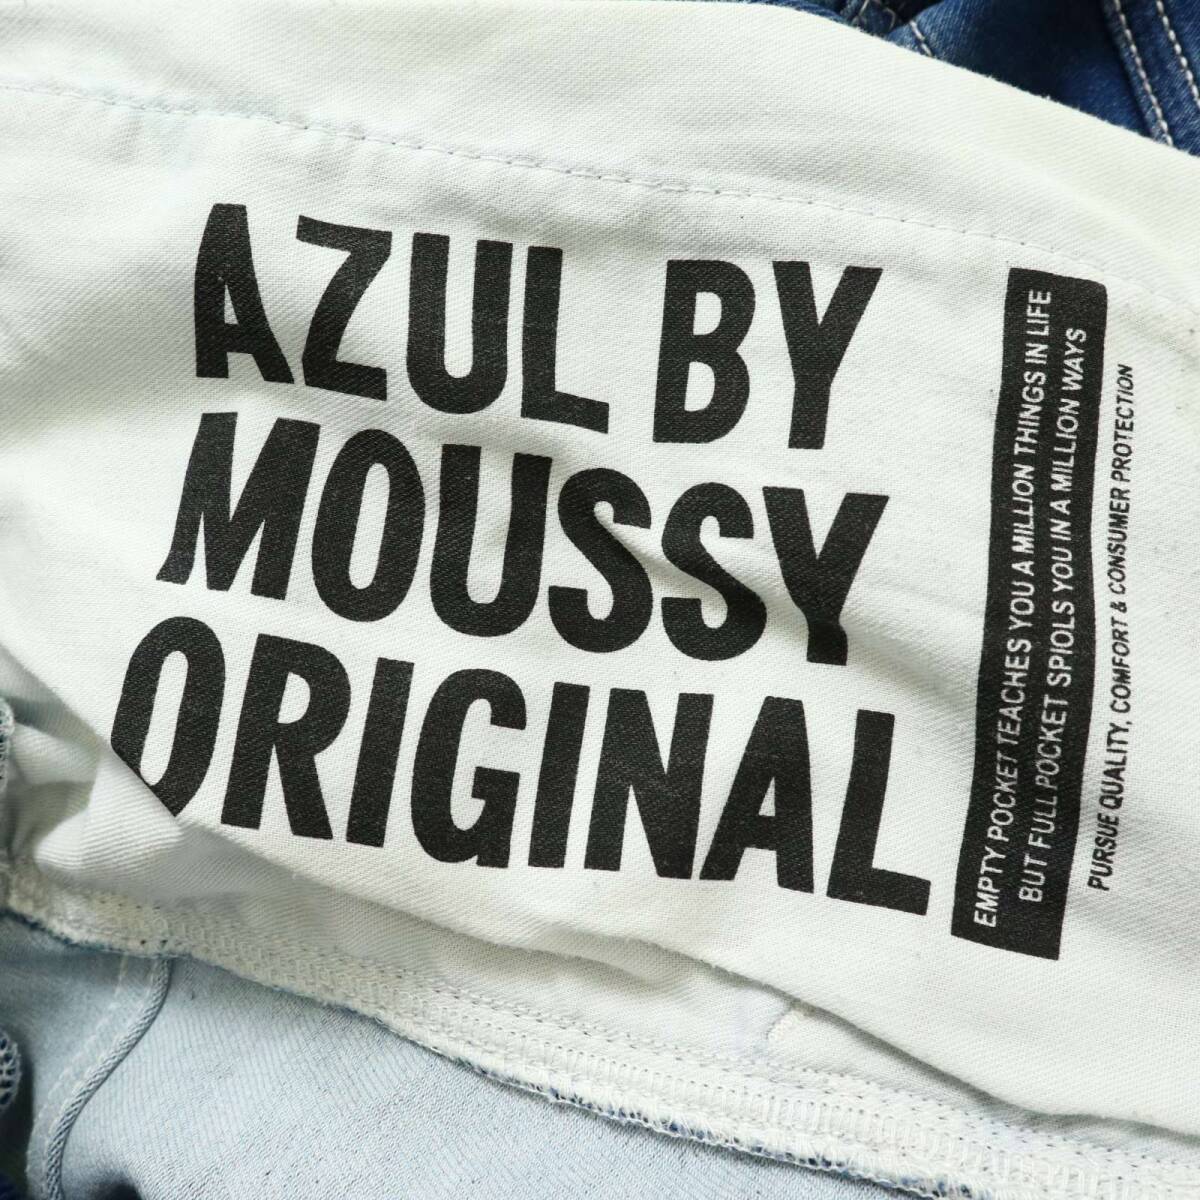 AZUL BY
MOUSSY
ORIGINAL
EMPTY POCKET TEACHES YOU A MILLION THINGS IN LIFE
BUT FULL POCKET SPIOLS YOU IN A MILLION WAYS
PURSUE QUALITY, COMFORT & CONSUMER PROTECTION